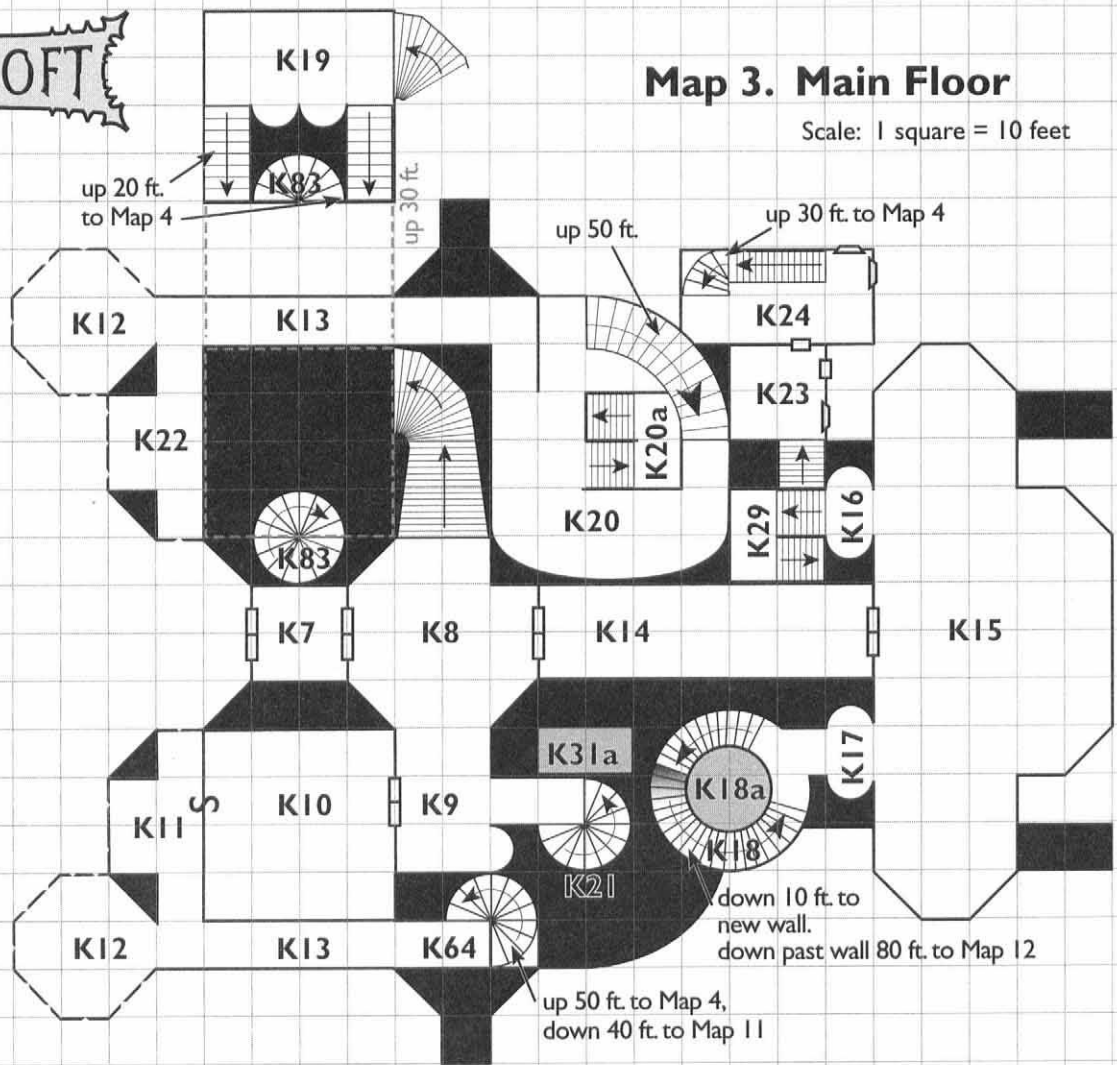 OFT
Map 3. Main Floor
Scale: 1 square = 10 feet
K19
K83
up 20 ft.
to Map 4
up 30 ft.
up 50 ft.
up 30 ft. to Map 4
K12
K13
K24
K22
K23
K20a
K20
K29
K16
K83
K7
K8
K14
K15
K31a
K18a
K17
K11
S
K10
K9
K18
K21
down 10 ft. to
new wall.
down past wall 80 ft. to Map 12
K12
K13
K64
up 50 ft. to Map 4,
down 40 ft. to Map 11